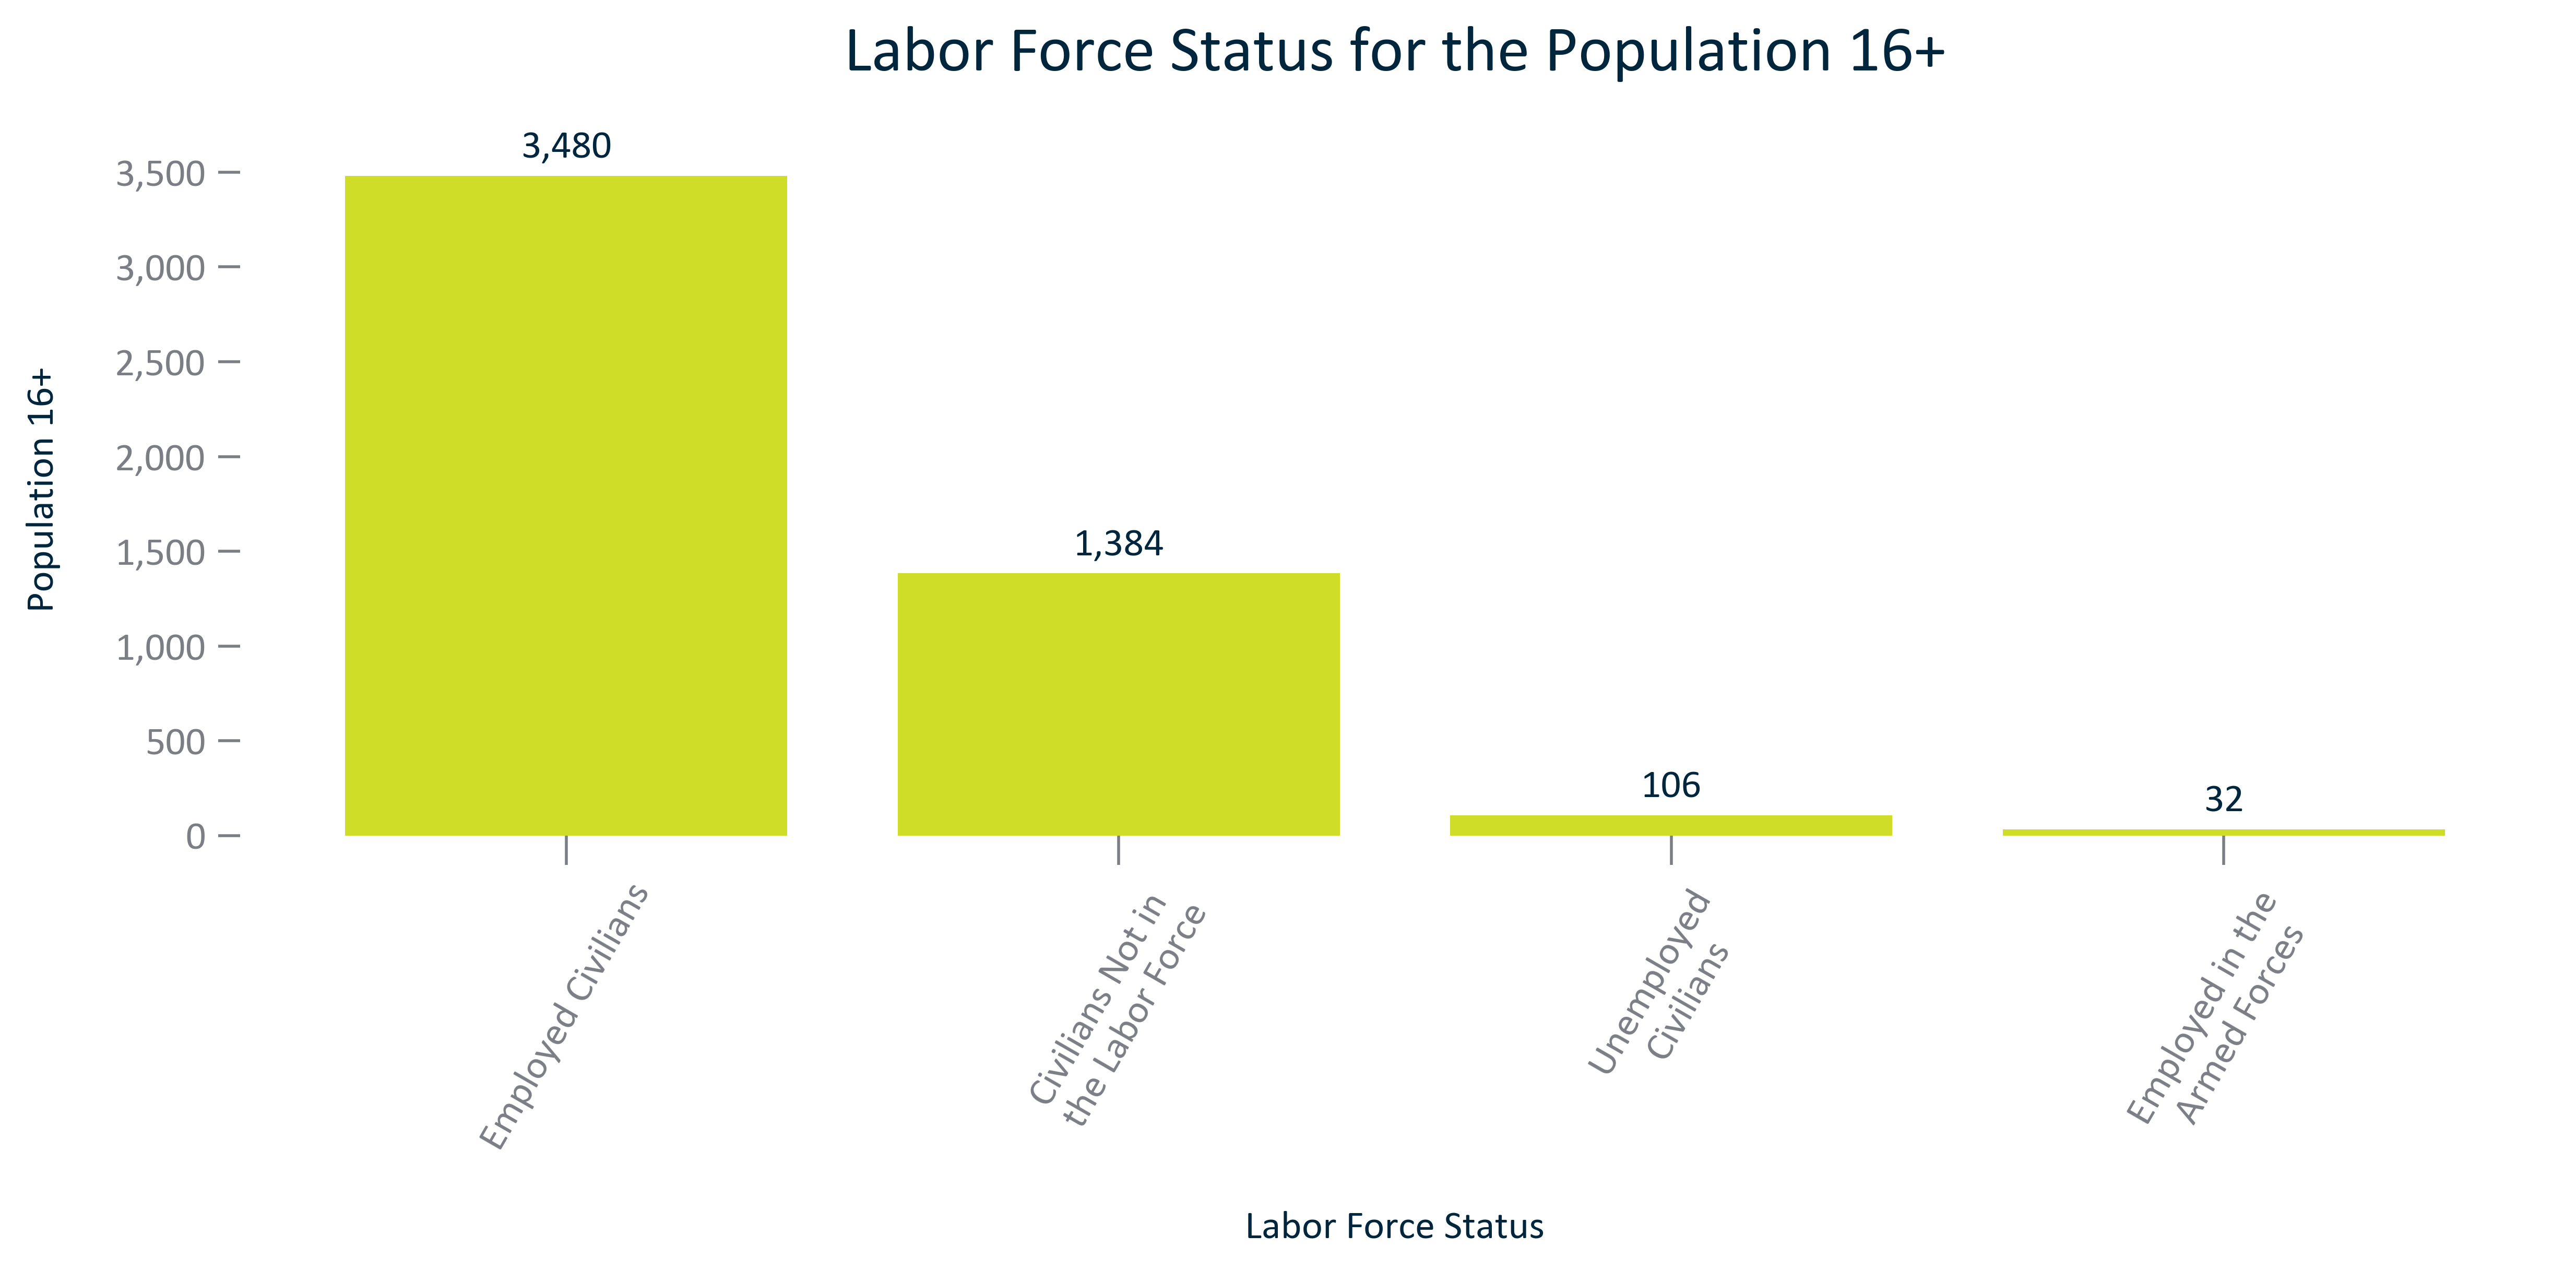 Labor Force Status for the Population 16+
Population 16+
3,500
3,000
2,500
2,000
1,500
1,000
500
0
3,480
1,384
106
32
Employed Civilians
Civilians Not in
the Labor Force
Unemployed
Civilians
Employed in the
Armed Forces
Labor Force Status